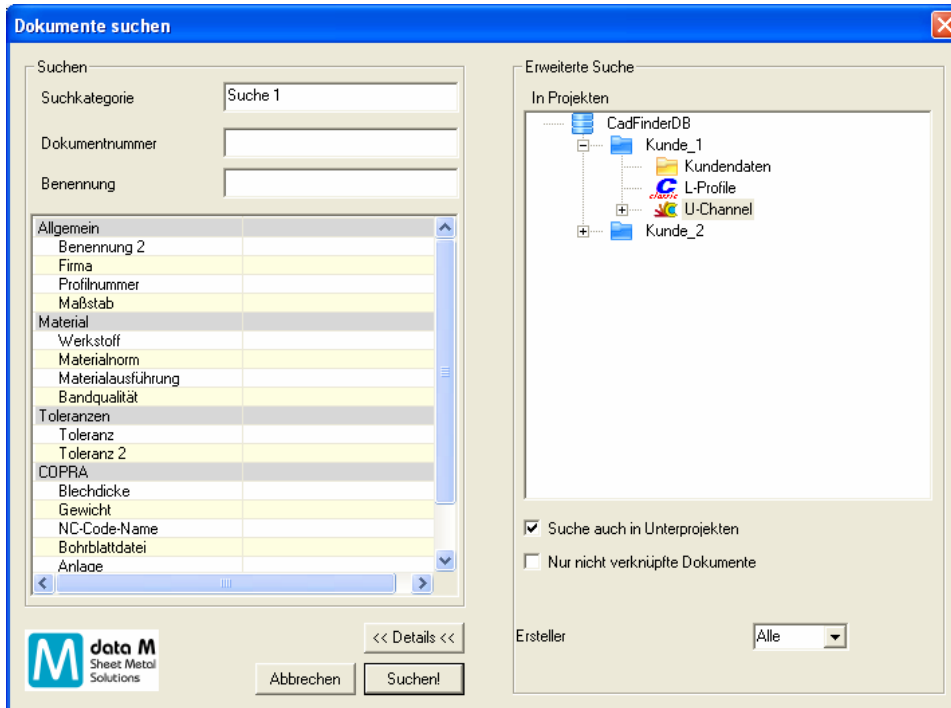 Dokumente suchen
Suchen
Suchkategorie
Suche 1
Dokumentnummer
Benennung
Allgemein
Benennung 2
Firma
Profilnummer
Maßstab
Material
Werkstoff
Materialnorm
Materialausführung
Bandqualität
Toleranzen
Toleranz
Toleranz 2
COPRA
Blechdicke
Gewicht
NC-Code-Name
Bohrblattdatei
Anlage
data M
Sheet Metal
Solutions
<< Details <<
Abbrechen
Suchen!
Erweiterte Suche
In Projekten
CadFinderDB
Kunde_1
Kundendaten
C classic L-Profile
U-Channel
Kunde_2
Suche auch in Unterprojekten
Nur nicht verknüpfte Dokumente
Ersteller
Alle